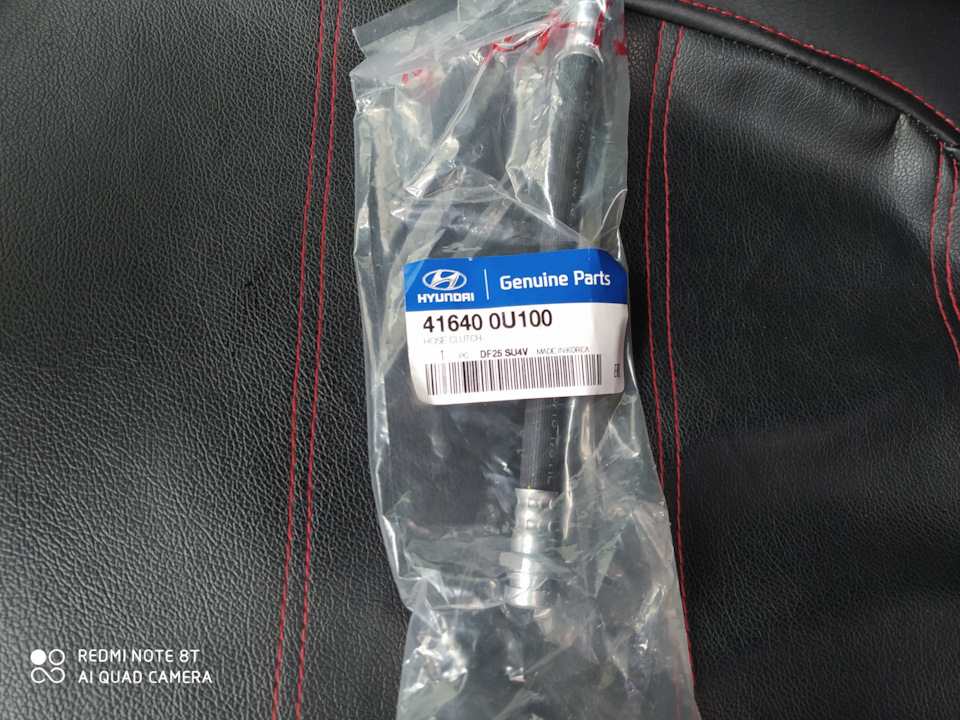 HYUNDAI
Genuine Parts
41640 0U100
HOSE-CLUTCH
1 PC DF25 SU4V MADE IN KOREA
EAC
REDMI NOTE 8T
AI QUAD CAMERA